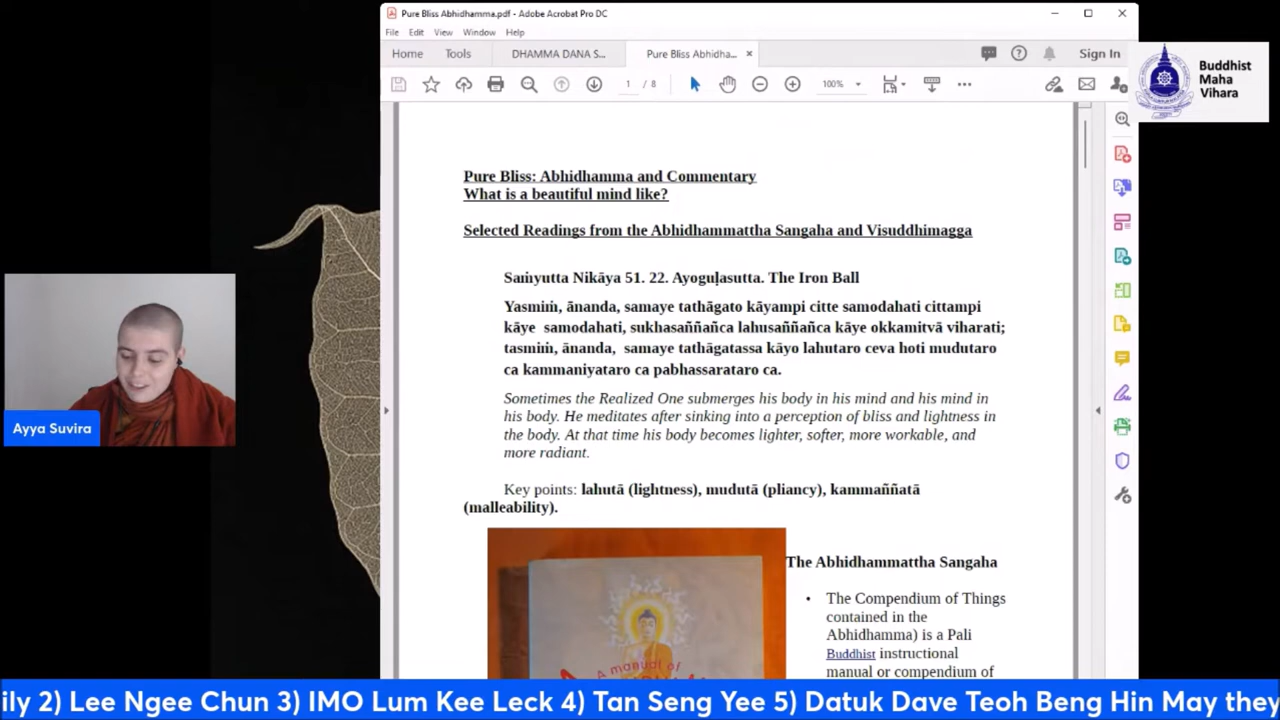 Pure Bliss Abhidhamma.pdf - Adobe Acrobat Pro DC
File Edit View Window Help
Home Tools DHAMMA DANA S... Pure Bliss Abhidha... × Sign In
1 / 8 100%
Buddhist
Maha
Vihara
Pure Bliss: Abhidhamma and Commentary
What is a beautiful mind like?
Selected Readings from the Abhidhammattha Sangaha and Visuddhimagga
Saṁyutta Nikāya 51. 22. Ayoguḷasutta. The Iron Ball
Yasmiṁ, ānanda, samaye tathāgato kāyampi citte samodahati cittampi
kāye samodahati, sukhasaññañca lahusaññañca kāye okkamitvā viharati;
tasmiṁ, ānanda, samaye tathāgatassa kāyo lahutaro ceva hoti mudutaro
ca kammaniyataro ca pabhassarataro ca.
Sometimes the Realized One submerges his body in his mind and his mind in
his body. He meditates after sinking into a perception of bliss and lightness in
the body. At that time his body becomes lighter, softer, more workable, and
more radiant.
Key points: lahutā (lightness), mudutā (pliancy), kammaññatā
(malleability).
The Abhidhammattha Sangaha
• The Compendium of Things
contained in the
Abhidhamma) is a Pali
Buddhist instructional
manual or compendium of
A manual of
Ayya Suvira
ily 2) Lee Ngee Chun 3) IMO Lum Kee Leck 4) Tan Seng Yee 5) Datuk Dave Teoh Beng Hin May they